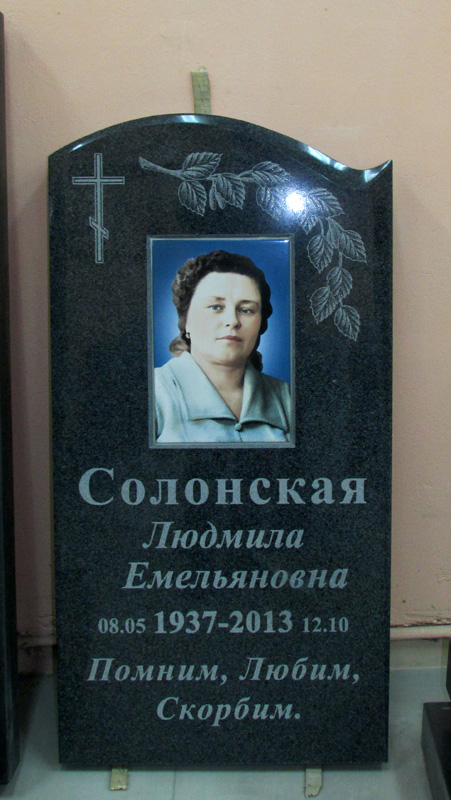 Солонская
Людмила
Емельяновна
08.05 1937-2013 12.10
Помним, Любим,
Скорбим.